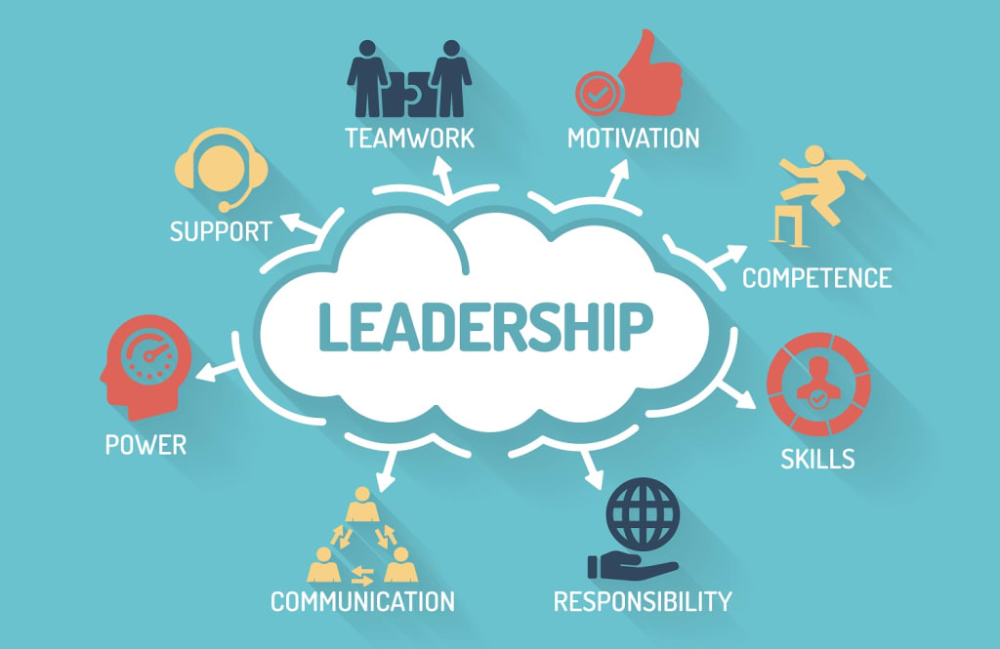 TEAMWORK
MOTIVATION
SUPPORT
COMPETENCE
LEADERSHIP
POWER
SKILLS
COMMUNICATION
RESPONSIBILITY